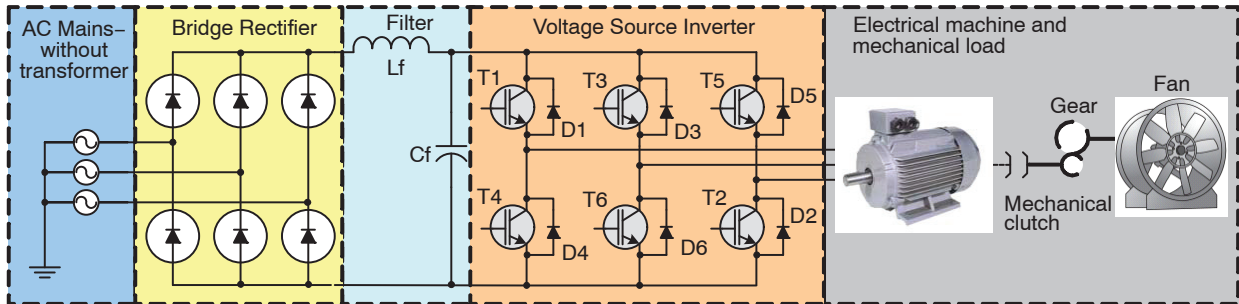 AC Mains–
without
transformer
Bridge Rectifier
Filter
Lf
Cf
Voltage Source Inverter
T1
D1
T3
D3
T5
D5
T4
D4
T6
D6
T2
D2
Electrical machine and
mechanical load
Gear
Fan
Mechanical
clutch